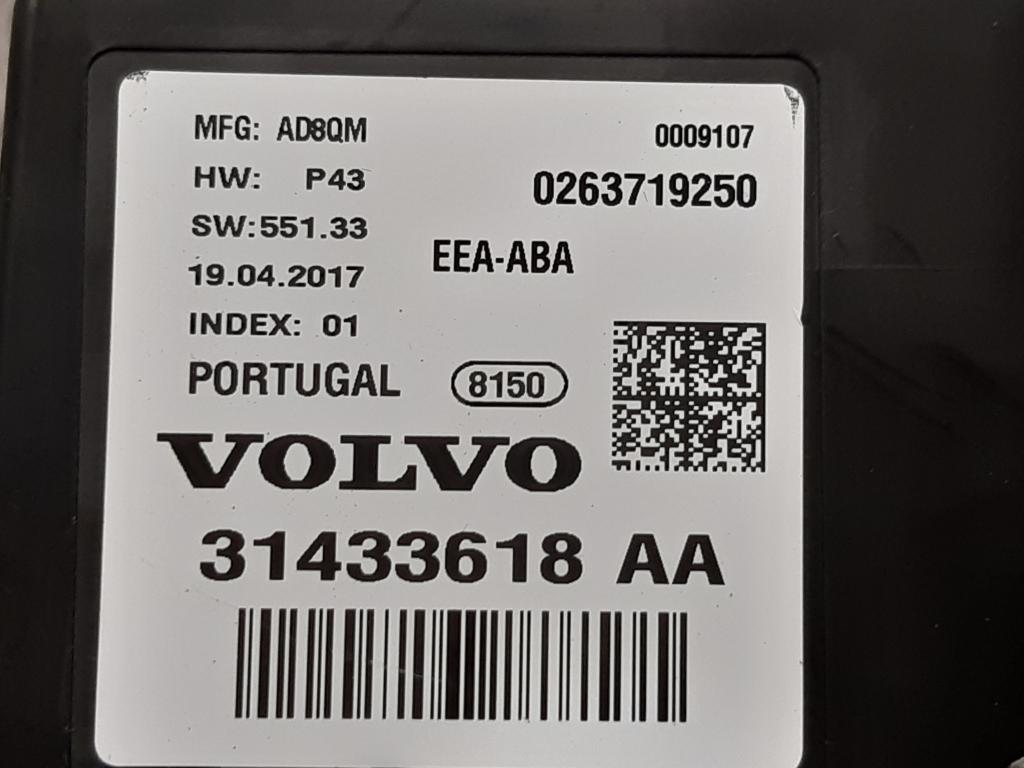 MFG: AD8QM
0009107
HW: P43
0263719250
SW:551.33
EEA-ABA
19.04.2017
INDEX: 01
PORTUGAL
8150
VOLVO
31433618 AA